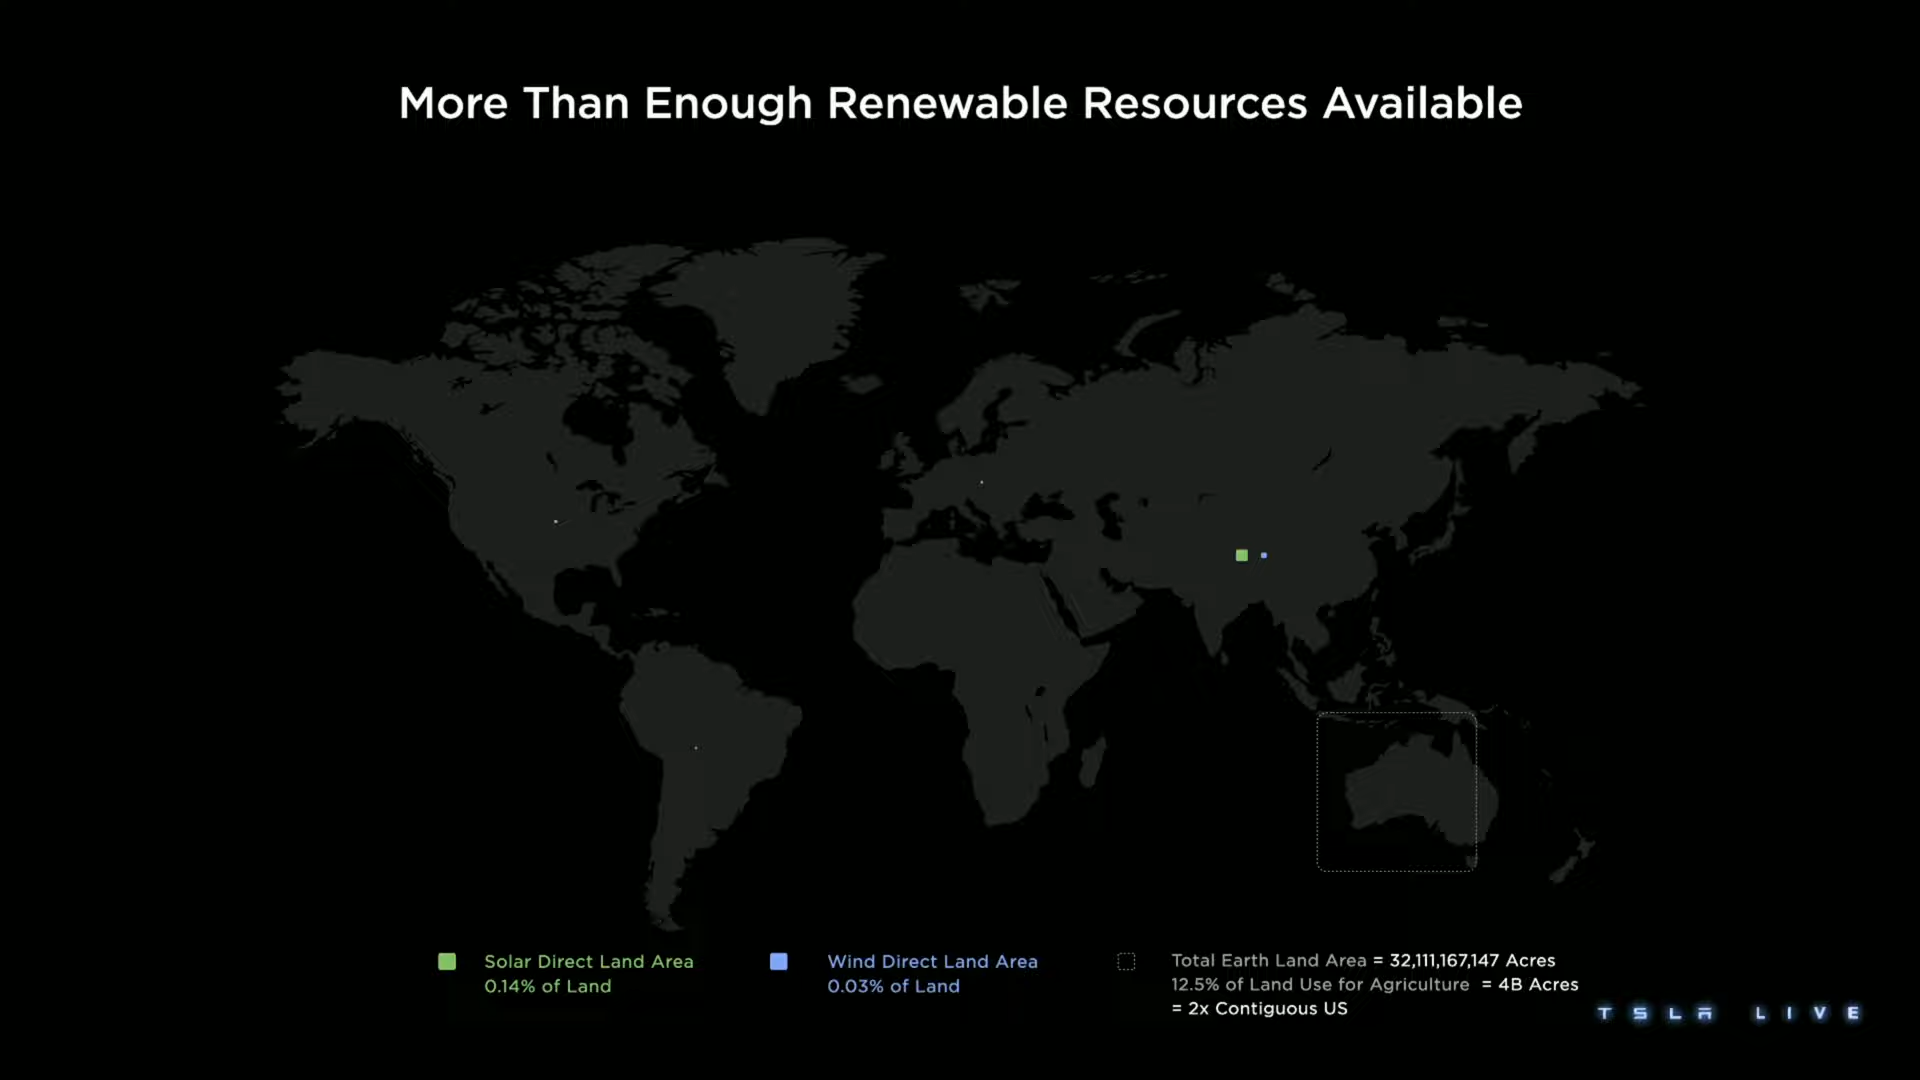 More Than Enough Renewable Resources Available
Solar Direct Land Area
0.14% of Land
Wind Direct Land Area
0.03% of Land
Total Earth Land Area = 32,111,167,147 Acres
12.5% of Land Use for Agriculture = 4B Acres
= 2x Contiguous US
TSLA LIVE